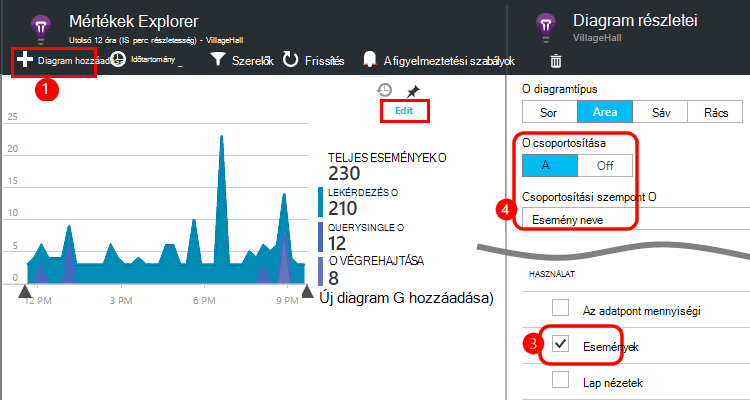 Mértékek Explorer
Utolsó 12 óra (IS perc részletesség) - VillageHall
Diagram hozzáadása Időtartomány Szerelők Frissítés A figyelmeztetési szabályok
1
Edit
25
20
15
10
5
0
12 PM 3 PM 6 PM 9 PM
TELJES ESEMÉNYEK O
230
LEKÉRDEZÉS O
210
QUERYSINGLE O
12
O VÉGREHAJTÁSA
8
Új diagram G hozzáadása)
Diagram részletei
VillageHall
O diagramtípus
Sor Area Sáv Rács
O csoportosítása
A Off
4
Csoportosítási szempont O
Esemény neve
HASZNÁLAT
Az adatpont mennyiségi
3
Események
Lap nézetek